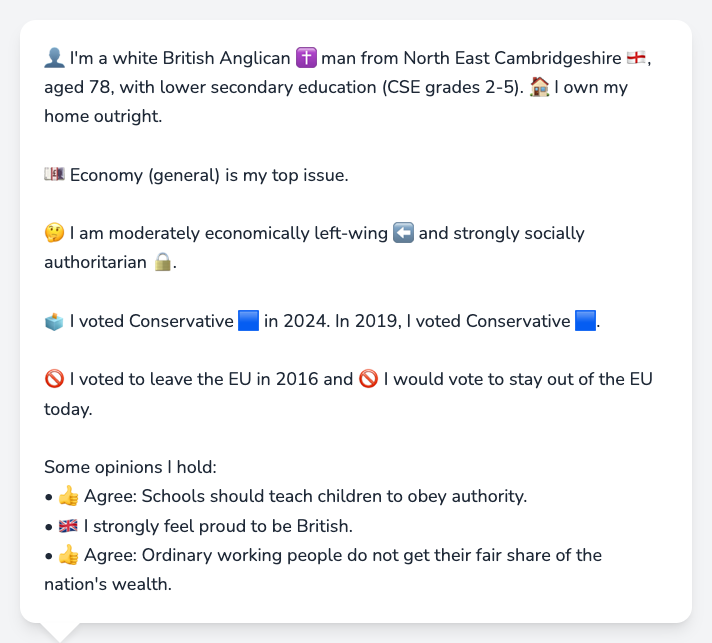 👤 I'm a white British Anglican ✝️ man from North East Cambridgeshire 🏴󠁧󠁢󠁥󠁮󠁧󠁿,
aged 78, with lower secondary education (CSE grades 2-5). 🏠 I own my
home outright.
💷 Economy (general) is my top issue.
🤔 I am moderately economically left-wing ⬅️ and strongly socially
authoritarian 🔒.
🗳️ I voted Conservative 🟦 in 2024. In 2019, I voted Conservative 🟦.
🚫 I voted to leave the EU in 2016 and 🚫 I would vote to stay out of the EU
today.
Some opinions I hold:
• 👍 Agree: Schools should teach children to obey authority.
• 🇬🇧 I strongly feel proud to be British.
• 👍 Agree: Ordinary working people do not get their fair share of the
nation's wealth.